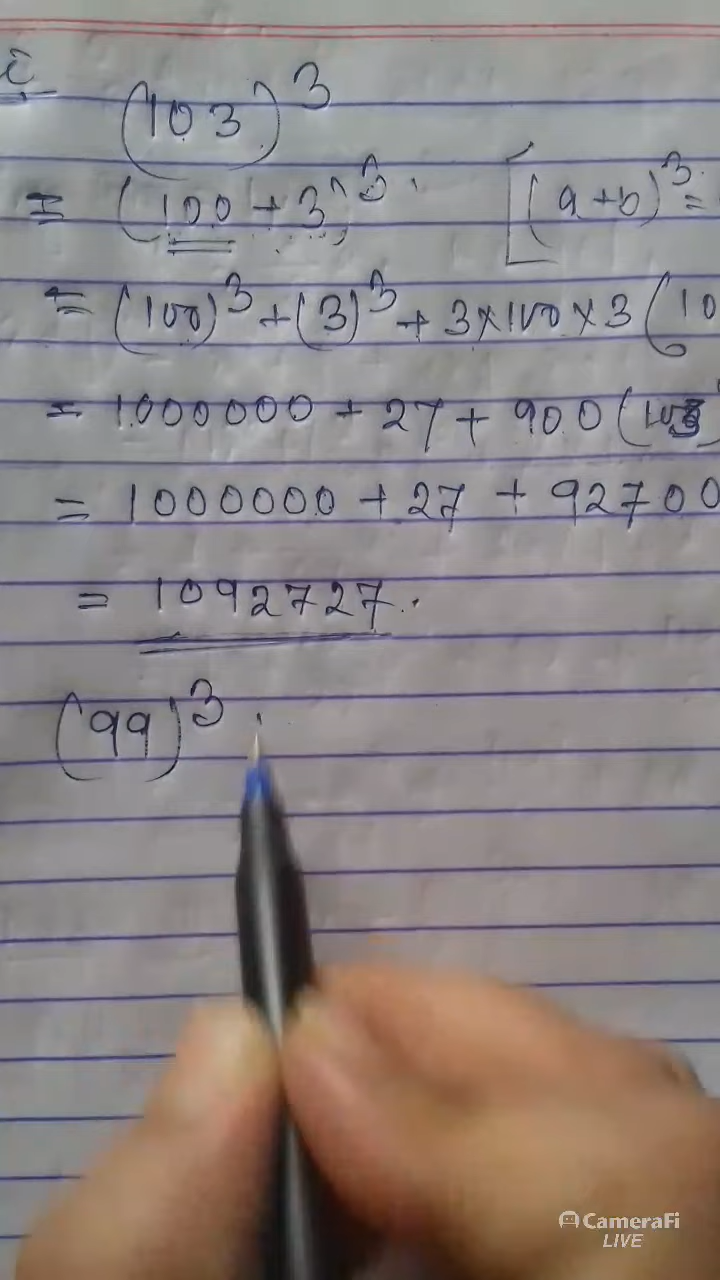 (103)^3
= (100 + 3)^3. [(a+b)^3 =
= (100)^3 + (3)^3 + 3×100×3 (10
= 1000000 + 27 + 900 (103)
= 1000000 + 27 + 92700
= 1092727.
(99)^3
CameraFi
LIVE